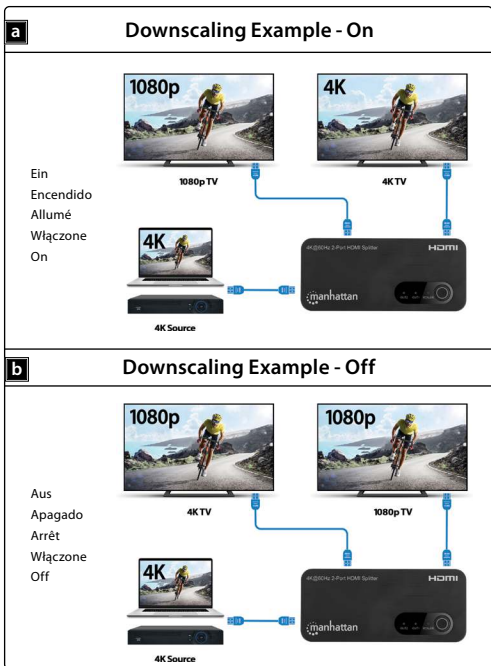 a
Downscaling Example - On
1080p
4K
1080p TV
4K TV
Ein
Encendido
Allumé
Włączone
On
4K
4K@60Hz 2-Port HDMI Splitter
HDMI
manhattan
4K Source
b
Downscaling Example - Off
1080p
1080p
4K TV
1080p TV
Aus
Apagado
Arrêt
Włączone
Off
4K
4K@60Hz 2-Port HDMI Splitter
HDMI
manhattan
4K Source